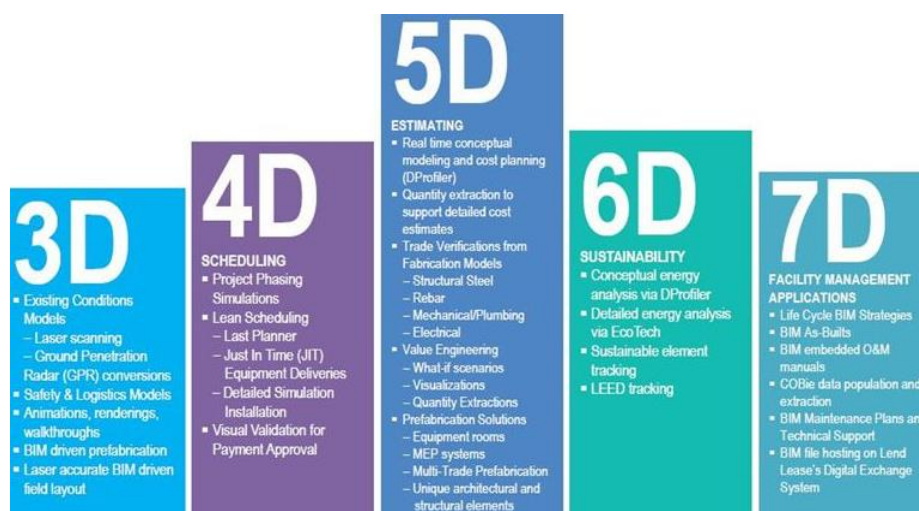 3D
▪ Existing Conditions
Models
– Laser scanning
– Ground Penetration
Radar (GPR) conversions
▪ Safety & Logistics Models
▪ Animations, renderings,
walkthroughs
▪ BIM driven prefabrication
▪ Laser accurate BIM driven
field layout
4D
SCHEDULING
▪ Project Phasing
Simulations
▪ Lean Scheduling
– Last Planner
– Just In Time (JIT)
Equipment Deliveries
– Detailed Simulation
Installation
▪ Visual Validation for
Payment Approval
5D
ESTIMATING
▪ Real time conceptual
modeling and cost planning
(DProfiler)
▪ Quantity extraction to
support detailed cost
estimates
▪ Trade Verifications from
Fabrication Models
– Structural Steel
– Rebar
– Mechanical/Plumbing
– Electrical
▪ Value Engineering
– What-if scenarios
– Visualizations
– Quantity Extractions
▪ Prefabrication Solutions
– Equipment rooms
– MEP systems
– Multi-Trade Prefabrication
– Unique architectural and
structural elements
6D
SUSTAINABILITY
▪ Conceptual energy
analysis via DProfiler
▪ Detailed energy analysis
via EcoTech
▪ Sustainable element
tracking
▪ LEED tracking
7D
FACILITY MANAGEMENT
APPLICATIONS
▪ Life Cycle BIM Strategies
▪ BIM As-Builts
▪ BIM embedded O&M
manuals
▪ COBie data population and
extraction
▪ BIM Maintenance Plans an
Technical Support
▪ BIM file hosting on Lend
Lease's Digital Exchange
System